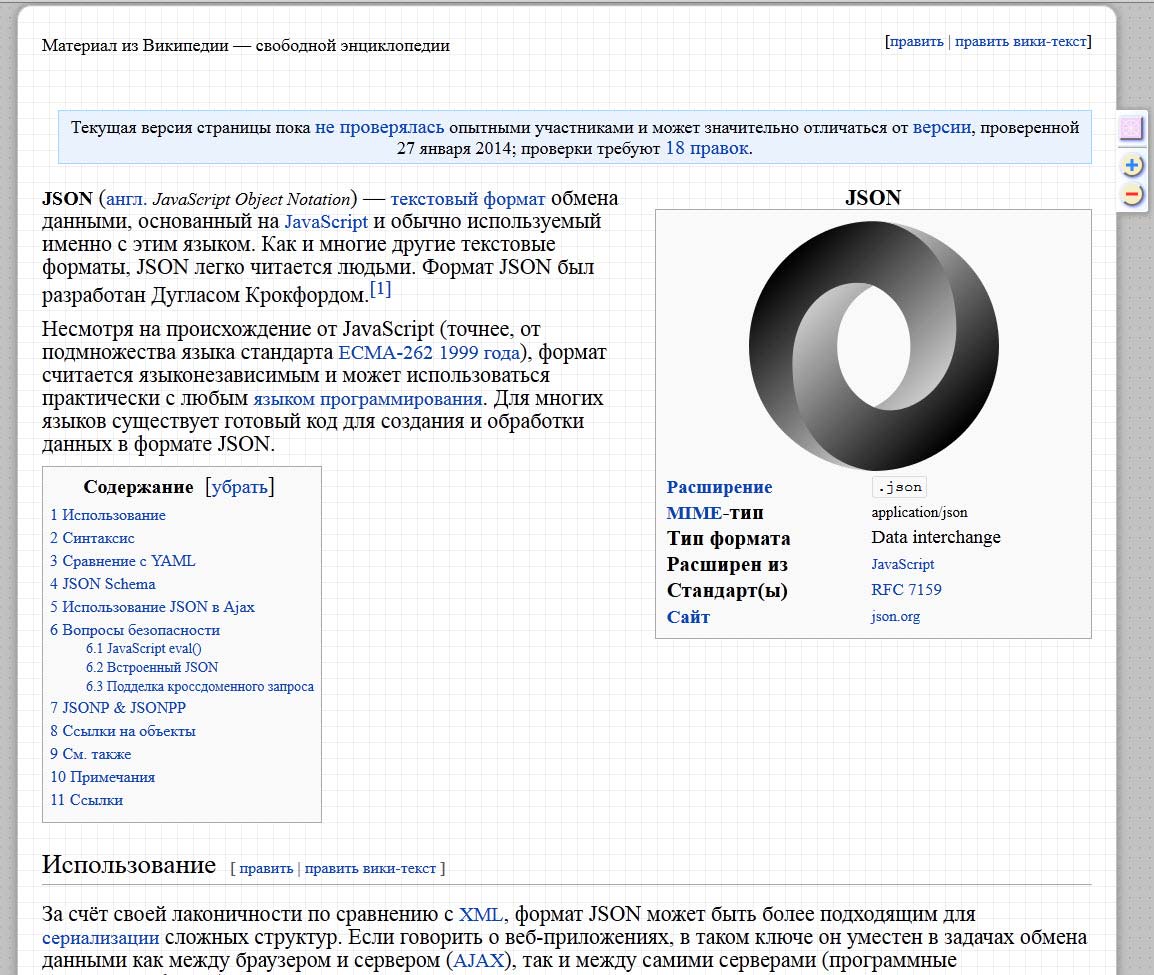 Материал из Википедии — свободной энциклопедии
[править | править вики-текст]
Текущая версия страницы пока не проверялась опытными участниками и может значительно отличаться от версии, проверенной
27 января 2014; проверки требуют 18 правок.
JSON (англ. JavaScript Object Notation) — текстовый формат обмена
данными, основанный на JavaScript и обычно используемый
именно с этим языком. Как и многие другие текстовые
форматы, JSON легко читается людьми. Формат JSON был
разработан Дугласом Крокфордом.[1]
Несмотря на происхождение от JavaScript (точнее, от
подмножества языка стандарта ECMA-262 1999 года), формат
считается языконезависимым и может использоваться
практически с любым языком программирования. Для многих
языков существует готовый код для создания и обработки
данных в формате JSON.
JSON
Расширение .json
MIME-тип application/json
Тип формата Data interchange
Расширен из JavaScript
Стандарт(ы) RFC 7159
Сайт json.org
Содержание [убрать]
1 Использование
2 Синтаксис
3 Сравнение с YAML
4 JSON Schema
5 Использование JSON в Ajax
6 Вопросы безопасности
6.1 JavaScript eval()
6.2 Встроенный JSON
6.3 Подделка кроссдоменного запроса
7 JSONP & JSONPP
8 Ссылки на объекты
9 См. также
10 Примечания
11 Ссылки
Использование [ править | править вики-текст ]
За счёт своей лаконичности по сравнению с XML, формат JSON может быть более подходящим для
сериализации сложных структур. Если говорить о веб-приложениях, в таком ключе он уместен в задачах обмена
данными как между браузером и сервером (AJAX), так и между самими серверами (программные